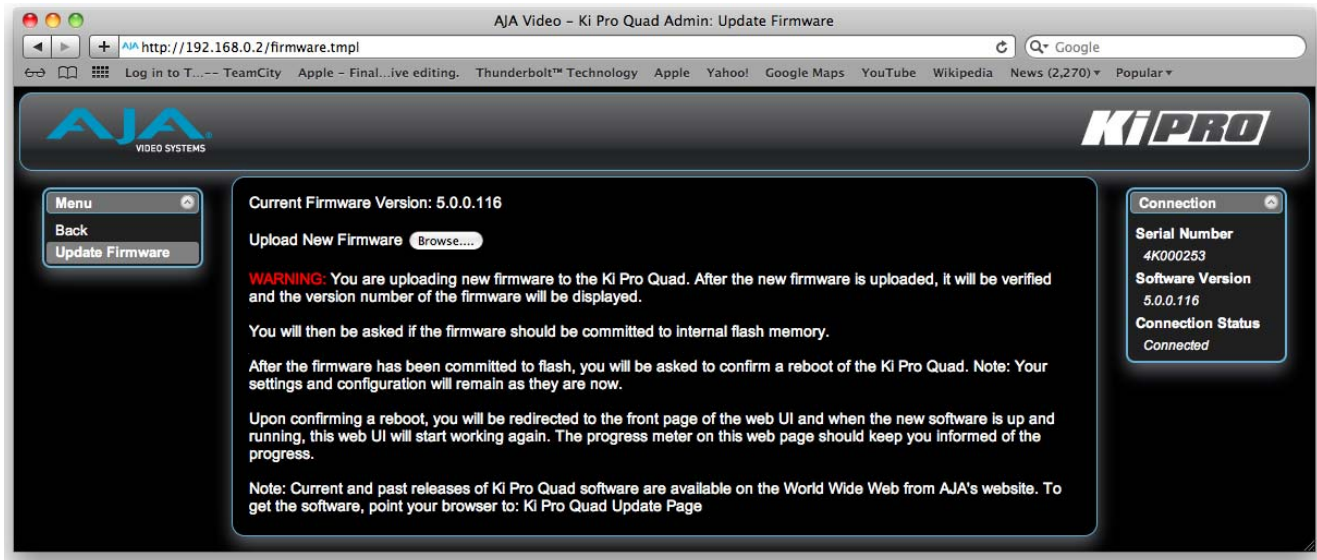 AJA Video – Ki Pro Quad Admin: Update Firmware
AJA http://192.168.0.2/firmware.tmpl
Google
Log in to T...-- TeamCity Apple – Final...ive editing. Thunderbolt™ Technology Apple Yahoo! Google Maps YouTube Wikipedia News (2,270) Popular
AJA®
VIDEO SYSTEMS
Ki PRO
Menu
Back
Update Firmware
Current Firmware Version: 5.0.0.116
Upload New Firmware Browse....
WARNING: You are uploading new firmware to the Ki Pro Quad. After the new firmware is uploaded, it will be verified
and the version number of the firmware will be displayed.
You will then be asked if the firmware should be committed to internal flash memory.
After the firmware has been committed to flash, you will be asked to confirm a reboot of the Ki Pro Quad. Note: Your
settings and configuration will remain as they are now.
Upon confirming a reboot, you will be redirected to the front page of the web UI and when the new software is up and
running, this web UI will start working again. The progress meter on this web page should keep you informed of the
progress.
Note: Current and past releases of Ki Pro Quad software are available on the World Wide Web from AJA's website. To
get the software, point your browser to: Ki Pro Quad Update Page
Connection
Serial Number
4K000253
Software Version
5.0.0.116
Connection Status
Connected